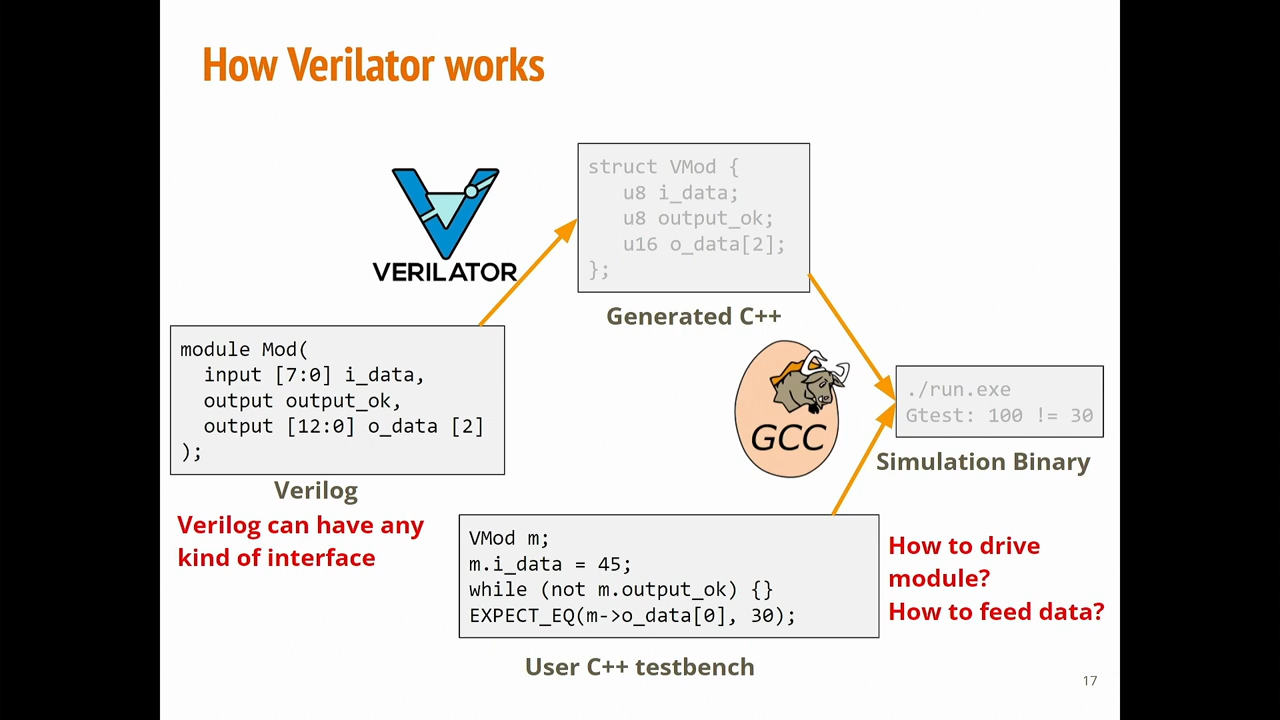 How Verilator works
VERILATOR
struct VMod {
   u8 i_data;
   u8 output_ok;
   u16 o_data[2];
};
Generated C++
module Mod(
  input [7:0] i_data,
  output output_ok,
  output [12:0] o_data [2]
);
Verilog
Verilog can have any
kind of interface
GCC
./run.exe
Gtest: 100 != 30
Simulation Binary
VMod m;
m.i_data = 45;
while (not m.output_ok) {}
EXPECT_EQ(m->o_data[0], 30);
User C++ testbench
How to drive
module?
How to feed data?
17